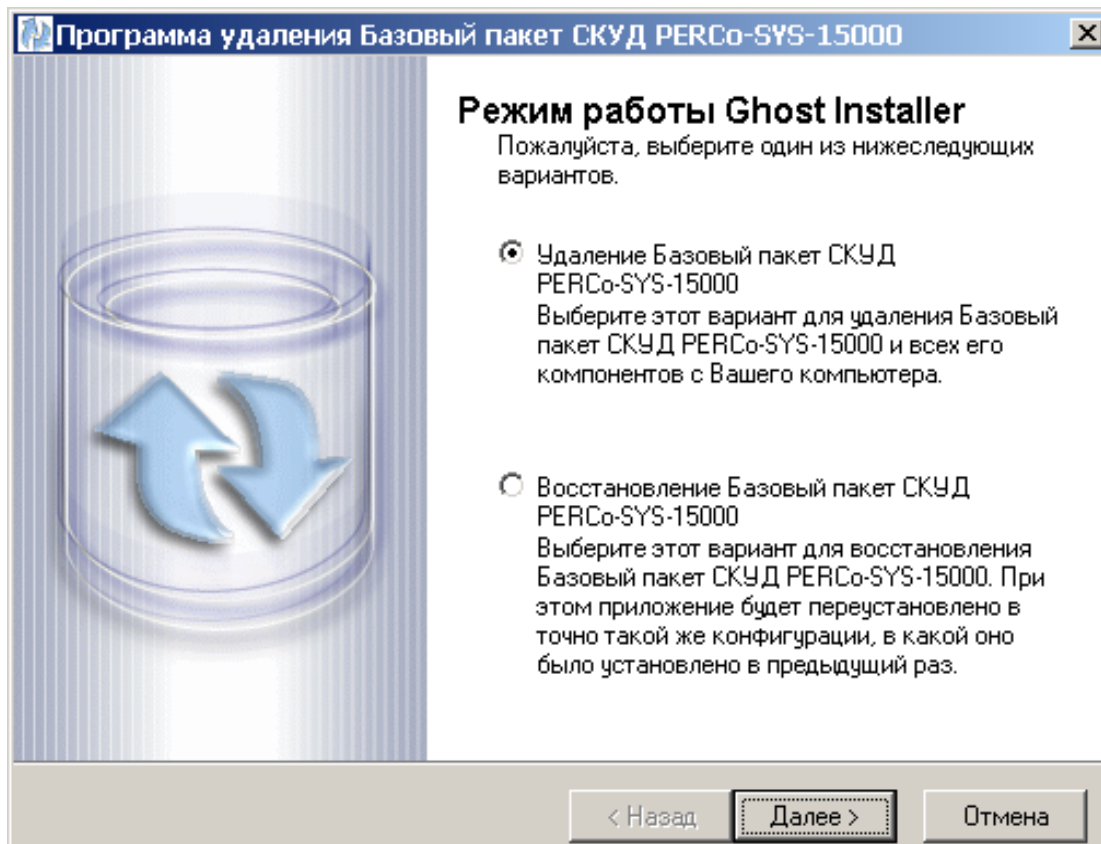 Программа удаления Базовый пакет СКУД PERCo-SYS-15000
Режим работы Ghost Installer
Пожалуйста, выберите один из нижеследующих
вариантов.
Удаление Базовый пакет СКУД
PERCo-SYS-15000
Выберите этот вариант для удаления Базовый
пакет СКУД PERCo-SYS-15000 и всех его
компонентов с Вашего компьютера.
Восстановление Базовый пакет СКУД
PERCo-SYS-15000
Выберите этот вариант для восстановления
Базовый пакет СКУД PERCo-SYS-15000. При
этом приложение будет переустановлено в
точно такой же конфигурации, в какой оно
было установлено в предыдущий раз.
< Назад
Далее >
Отмена